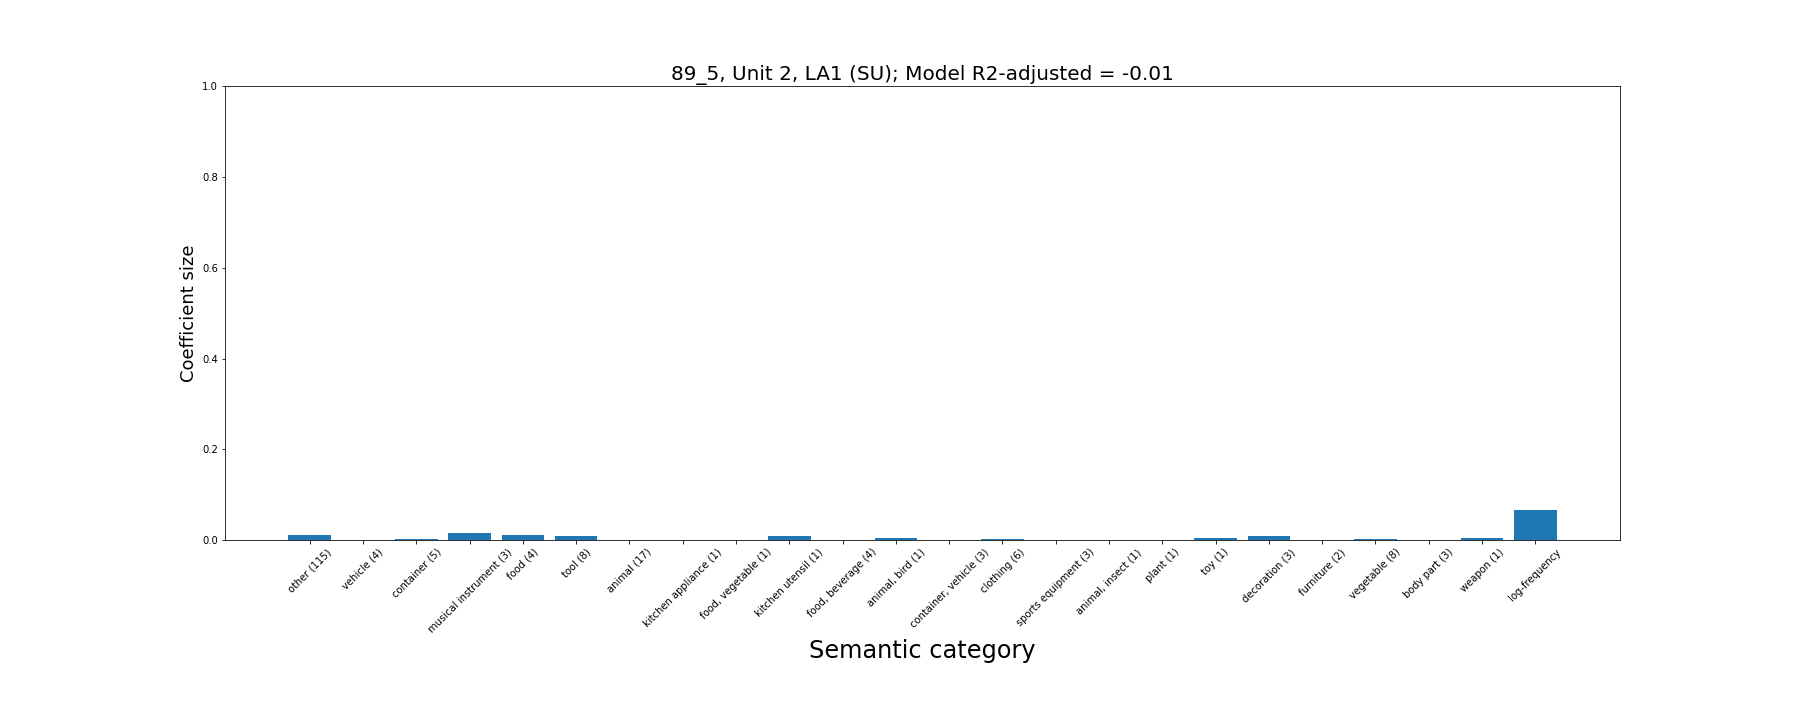 89_5, Unit 2, LA1 (SU); Model R2-adjusted = -0.01
Coefficient size
1.0
0.8
0.6
0.4
0.2
0.0
other (115)
vehicle (4)
container (5)
musical instrument (3)
food (4)
tool (8)
animal (17)
kitchen appliance (1)
food, vegetable (1)
kitchen utensil (1)
food, beverage (4)
animal, bird (1)
container, vehicle (3)
clothing (6)
sports equipment (3)
animal, insect (1)
plant (1)
toy (1)
decoration (3)
furniture (2)
vegetable (8)
body part (3)
weapon (1)
log-frequency
Semantic category